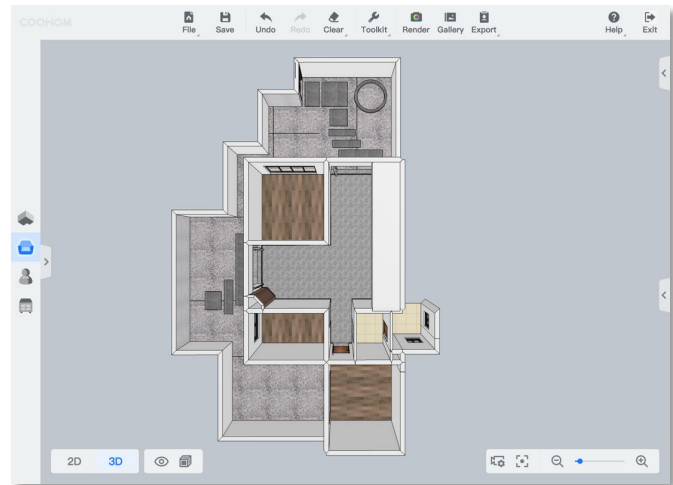 COOHOM
File Save Undo Redo Clear Toolkit Render Gallery Export Help Exit
2D 3D